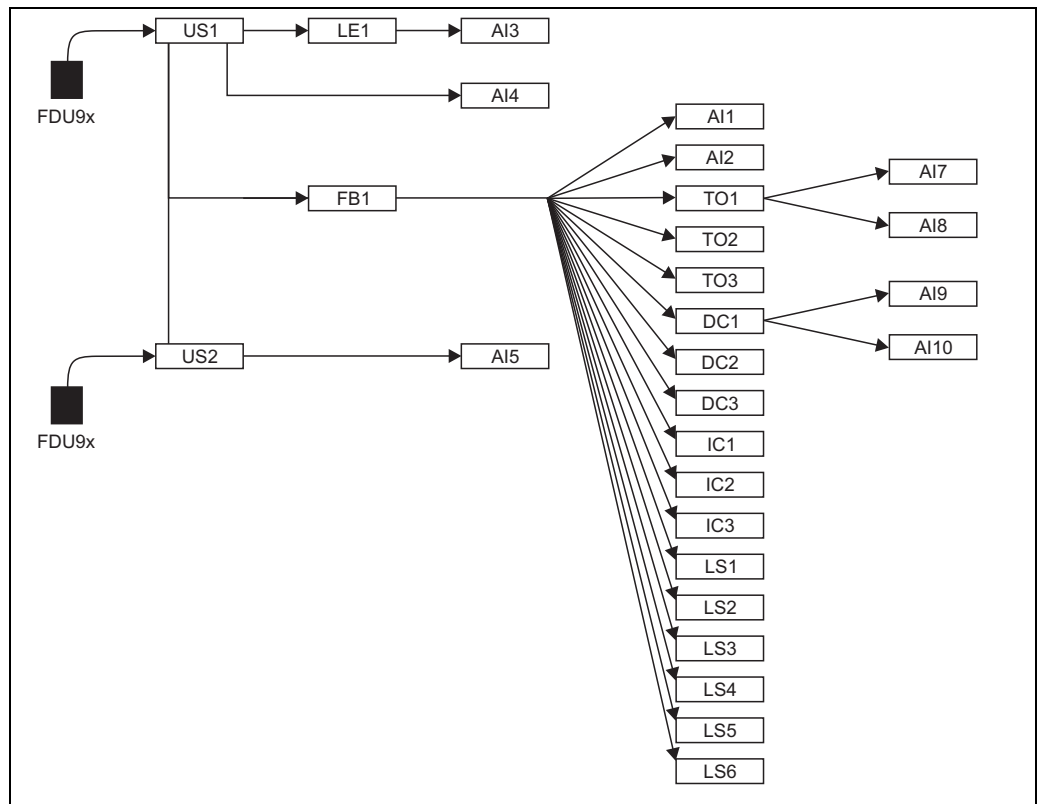 US1
LE1
AI3
FDU9x
AI4
AI1
AI2
AI7
FB1
TO1
AI8
TO2
TO3
AI9
DC1
US2
AI5
AI10
DC2
DC3
FDU9x
IC1
IC2
IC3
LS1
LS2
LS3
LS4
LS5
LS6